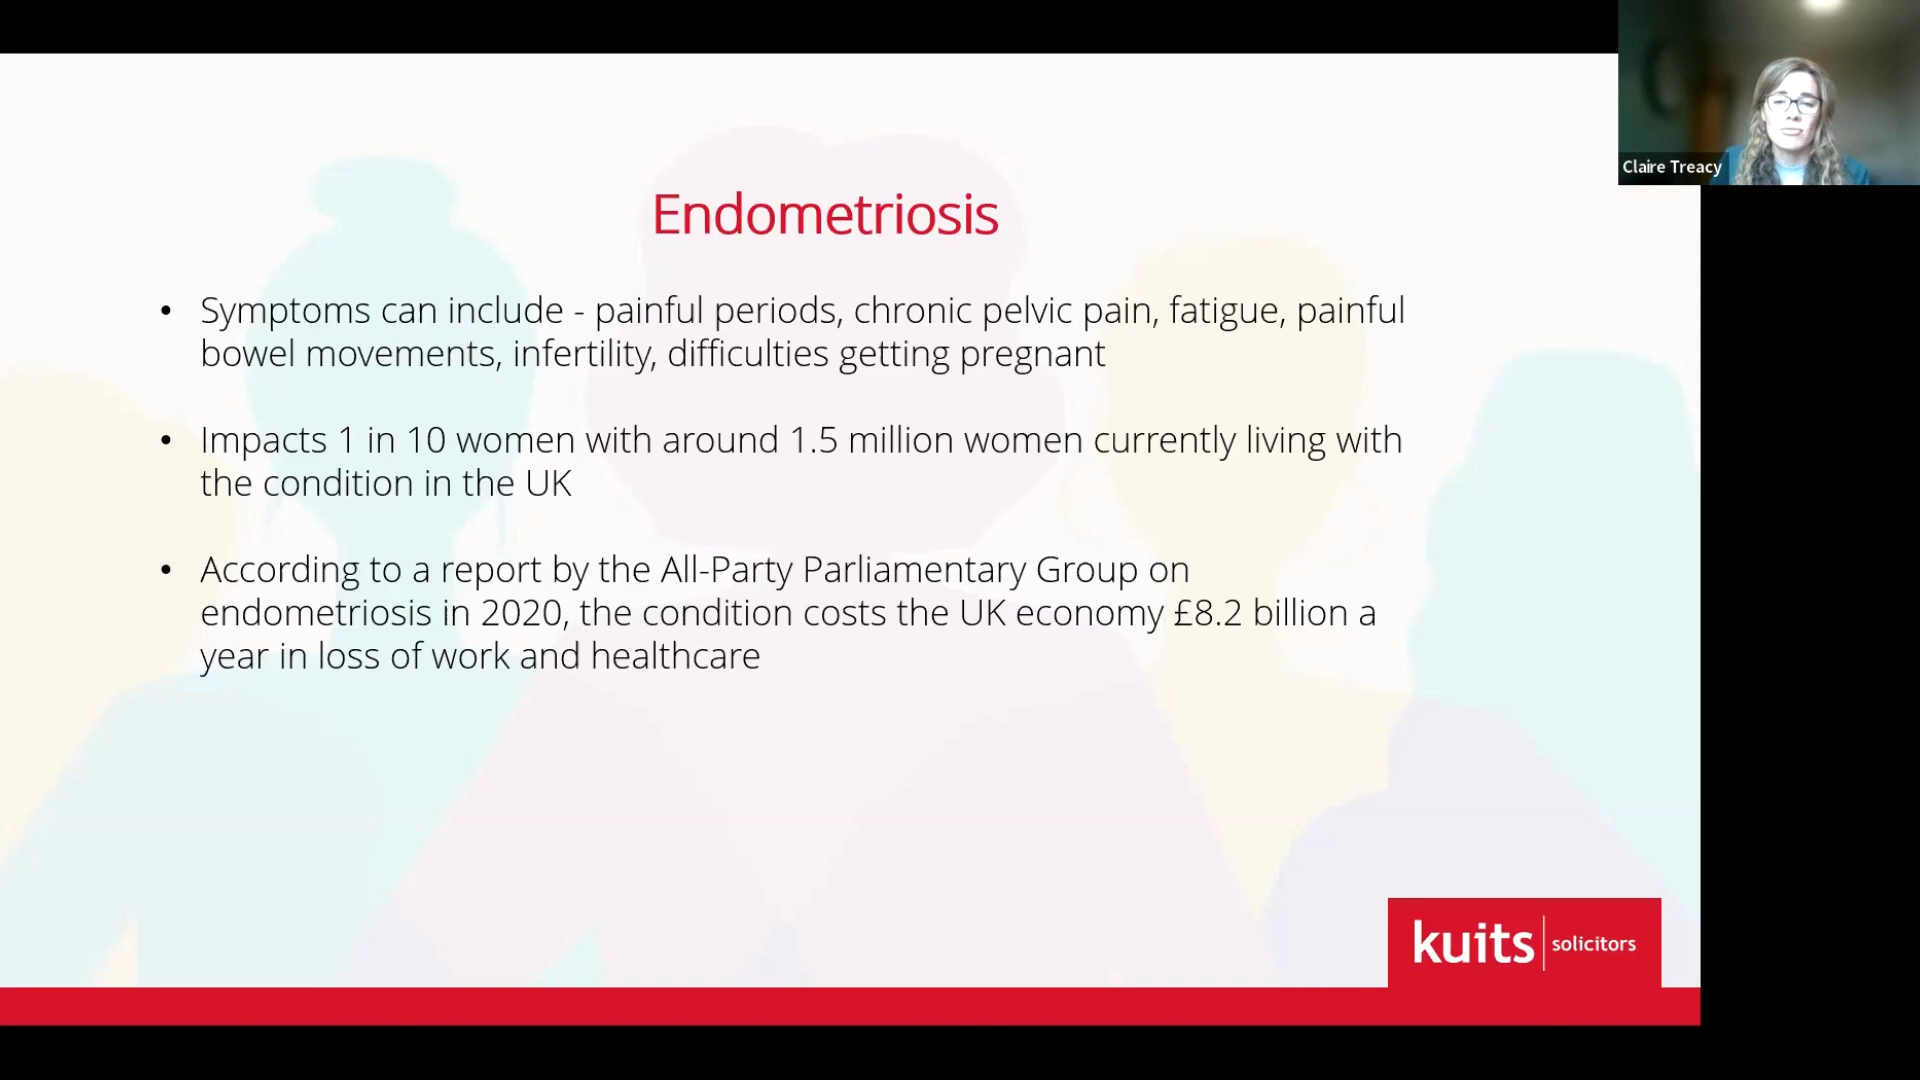 Claire Treacy
Endometriosis
• Symptoms can include - painful periods, chronic pelvic pain, fatigue, painful
bowel movements, infertility, difficulties getting pregnant
• Impacts 1 in 10 women with around 1.5 million women currently living with
the condition in the UK
• According to a report by the All-Party Parliamentary Group on
endometriosis in 2020, the condition costs the UK economy £8.2 billion a
year in loss of work and healthcare
kuits solicitors